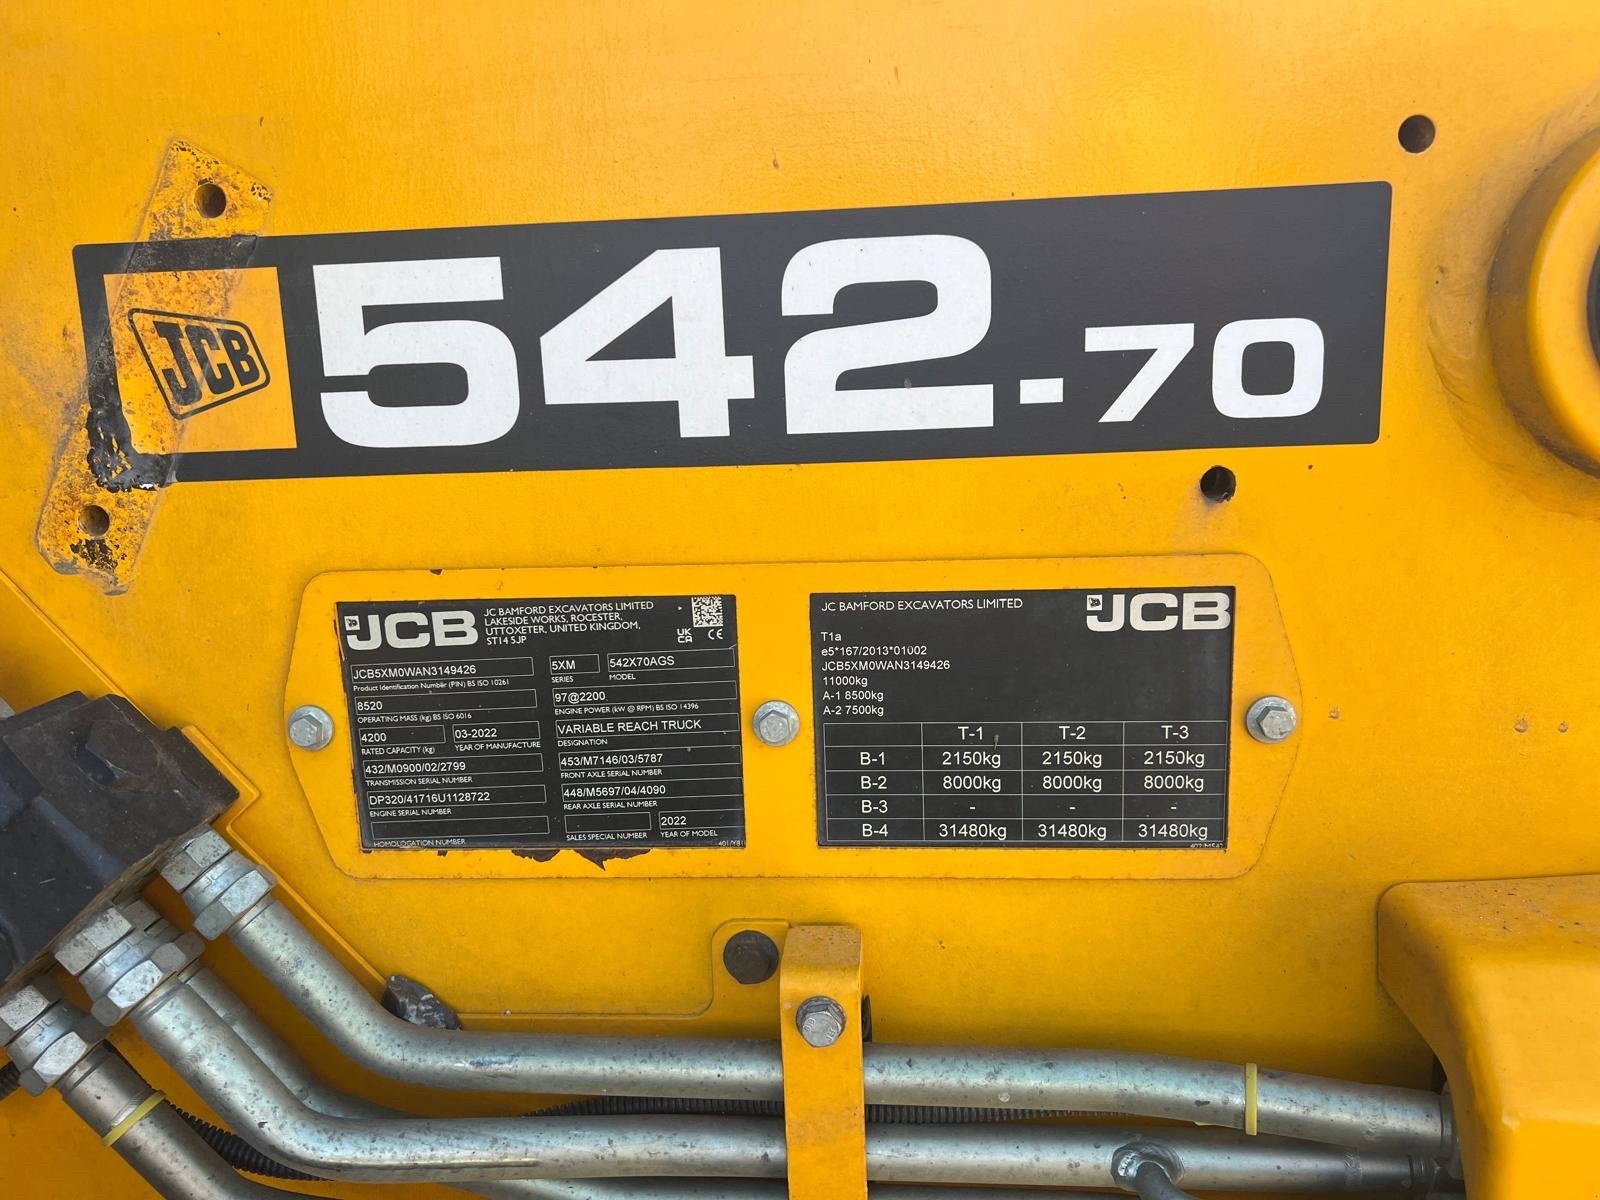 JCB 542-70
JCB
JC BAMFORD EXCAVATORS LIMITED
LAKESIDE WORKS, ROCESTER,
UTTOXETER, UNITED KINGDOM,
ST14 5JP
UK
CA CE
JCB5XM0WAN3149426
Product Identification Number (PIN) BS ISO 10261
5XM
SERIES
542X70AGS
MODEL
8520
OPERATING MASS (kg) BS ISO 6016
97@2200
ENGINE POWER (kW @ RPM) BS ISO 14396
4200
RATED CAPACITY (kg)
03-2022
YEAR OF MANUFACTURE
VARIABLE REACH TRUCK
DESIGNATION
432/M0900/02/2799
TRANSMISSION SERIAL NUMBER
453/M7146/03/5787
FRONT AXLE SERIAL NUMBER
DP320/41716U1128722
ENGINE SERIAL NUMBER
448/M5697/04/4090
REAR AXLE SERIAL NUMBER
HOMOLOGATION NUMBER
SALES SPECIAL NUMBER
2022
YEAR OF MODEL
JC BAMFORD EXCAVATORS LIMITED
JCB
T1a
e5*167/2013*01002
JCB5XM0WAN3149426
11000kg
A-1 8500kg
A-2 7500kg
T-1 T-2 T-3
B-1 2150kg 2150kg 2150kg
B-2 8000kg 8000kg 8000kg
B-3 - - -
B-4 31480kg 31480kg 31480kg